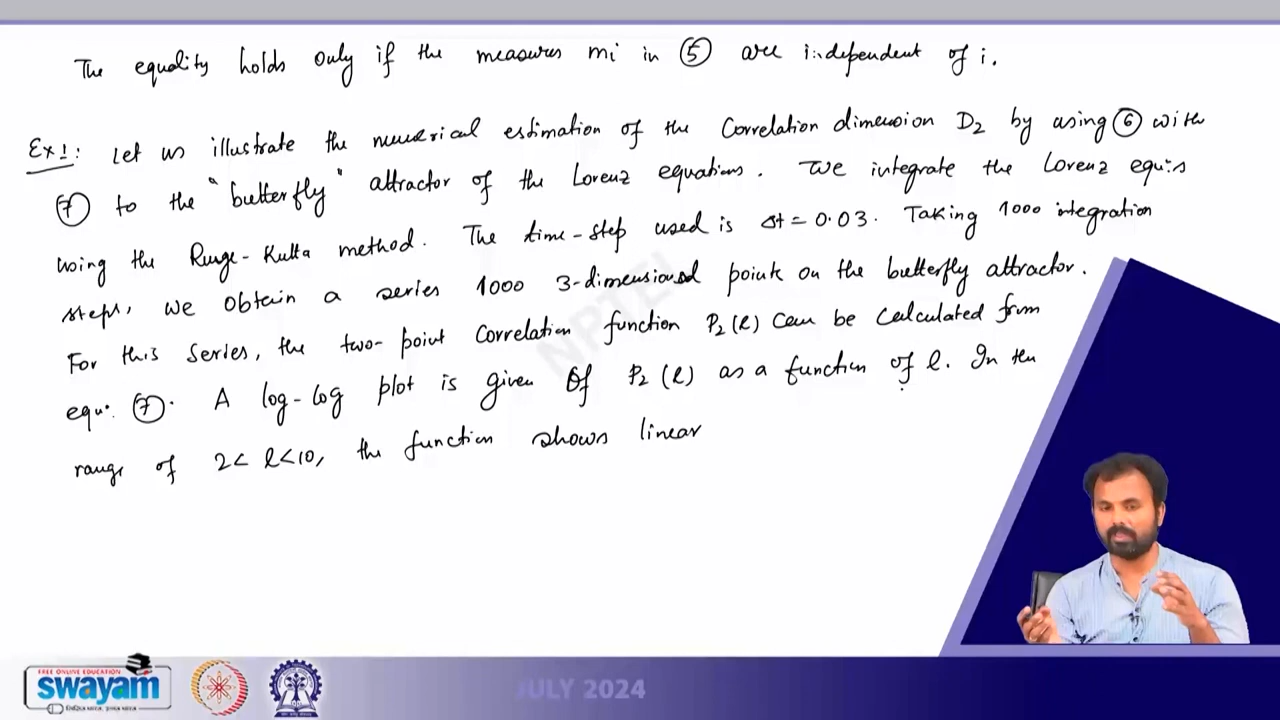 The equality holds only if the measures mi in ⑤ are independent of i.
Ex1: Let us illustrate the numerical estimation of the Correlation dimension D₂ by using ⑥ with
⑦ to the "butterfly" attractor of the Lorenz equations. We integrate the Lorenz equ:s
using the Runge-Kutta method. The time-step used is Δt = 0.03. Taking 1000 integration
steps, we obtain a series 1000 3-dimensional points on the butterfly attractor.
For this series, the two-point Correlation function P₂(l) can be calculated from
equ: ⑦. A log-log plot is given Of P₂(l) as a function of l. In the
range of 2< l<10, the function shows linear
NPTEL
FREE ONLINE EDUCATION
swayam
JULY 2024